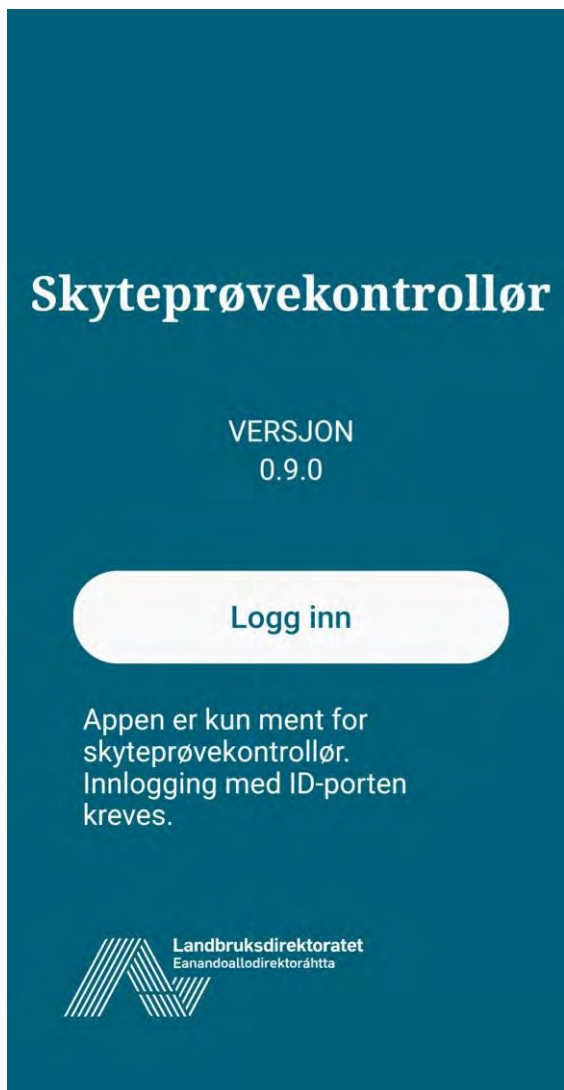 Skyteprøvekontrollør
VERSJON
0.9.0
Logg inn
Appen er kun ment for
skyteprøvekontrollør.
Innlogging med ID-porten
kreves.
Landbruksdirektoratet
Eanandoallodirektoráhtta